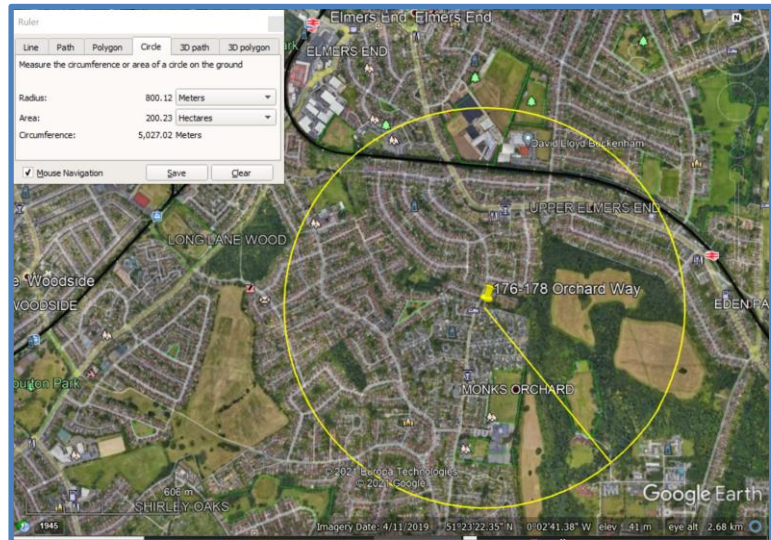 Ruler
Line Path Polygon Circle 3D path 3D polygon
Measure the circumference or area of a circle on the ground
Radius: 800.12 Meters
Area: 200.23 Hectares
Circumference: 5,027.02 Meters
Mouse Navigation Save Clear
Elmers End Elmers End
ELMERS END
N
David Lloyd Beckenham
UPPER ELMERS END
LONG LANE WOOD
Woodside
WOODSIDE
176-178 Orchard Way
EDEN PA
Park
MONKS ORCHARD
© 2021 Europa Technologies
© 2021 Google
606 m
SHIRLEY OAKS
Google Earth
1945
Imagery Date: 4/11/2019 51°23'22.35" N 0°02'41.38" W elev 41 m eye alt 2.68 km